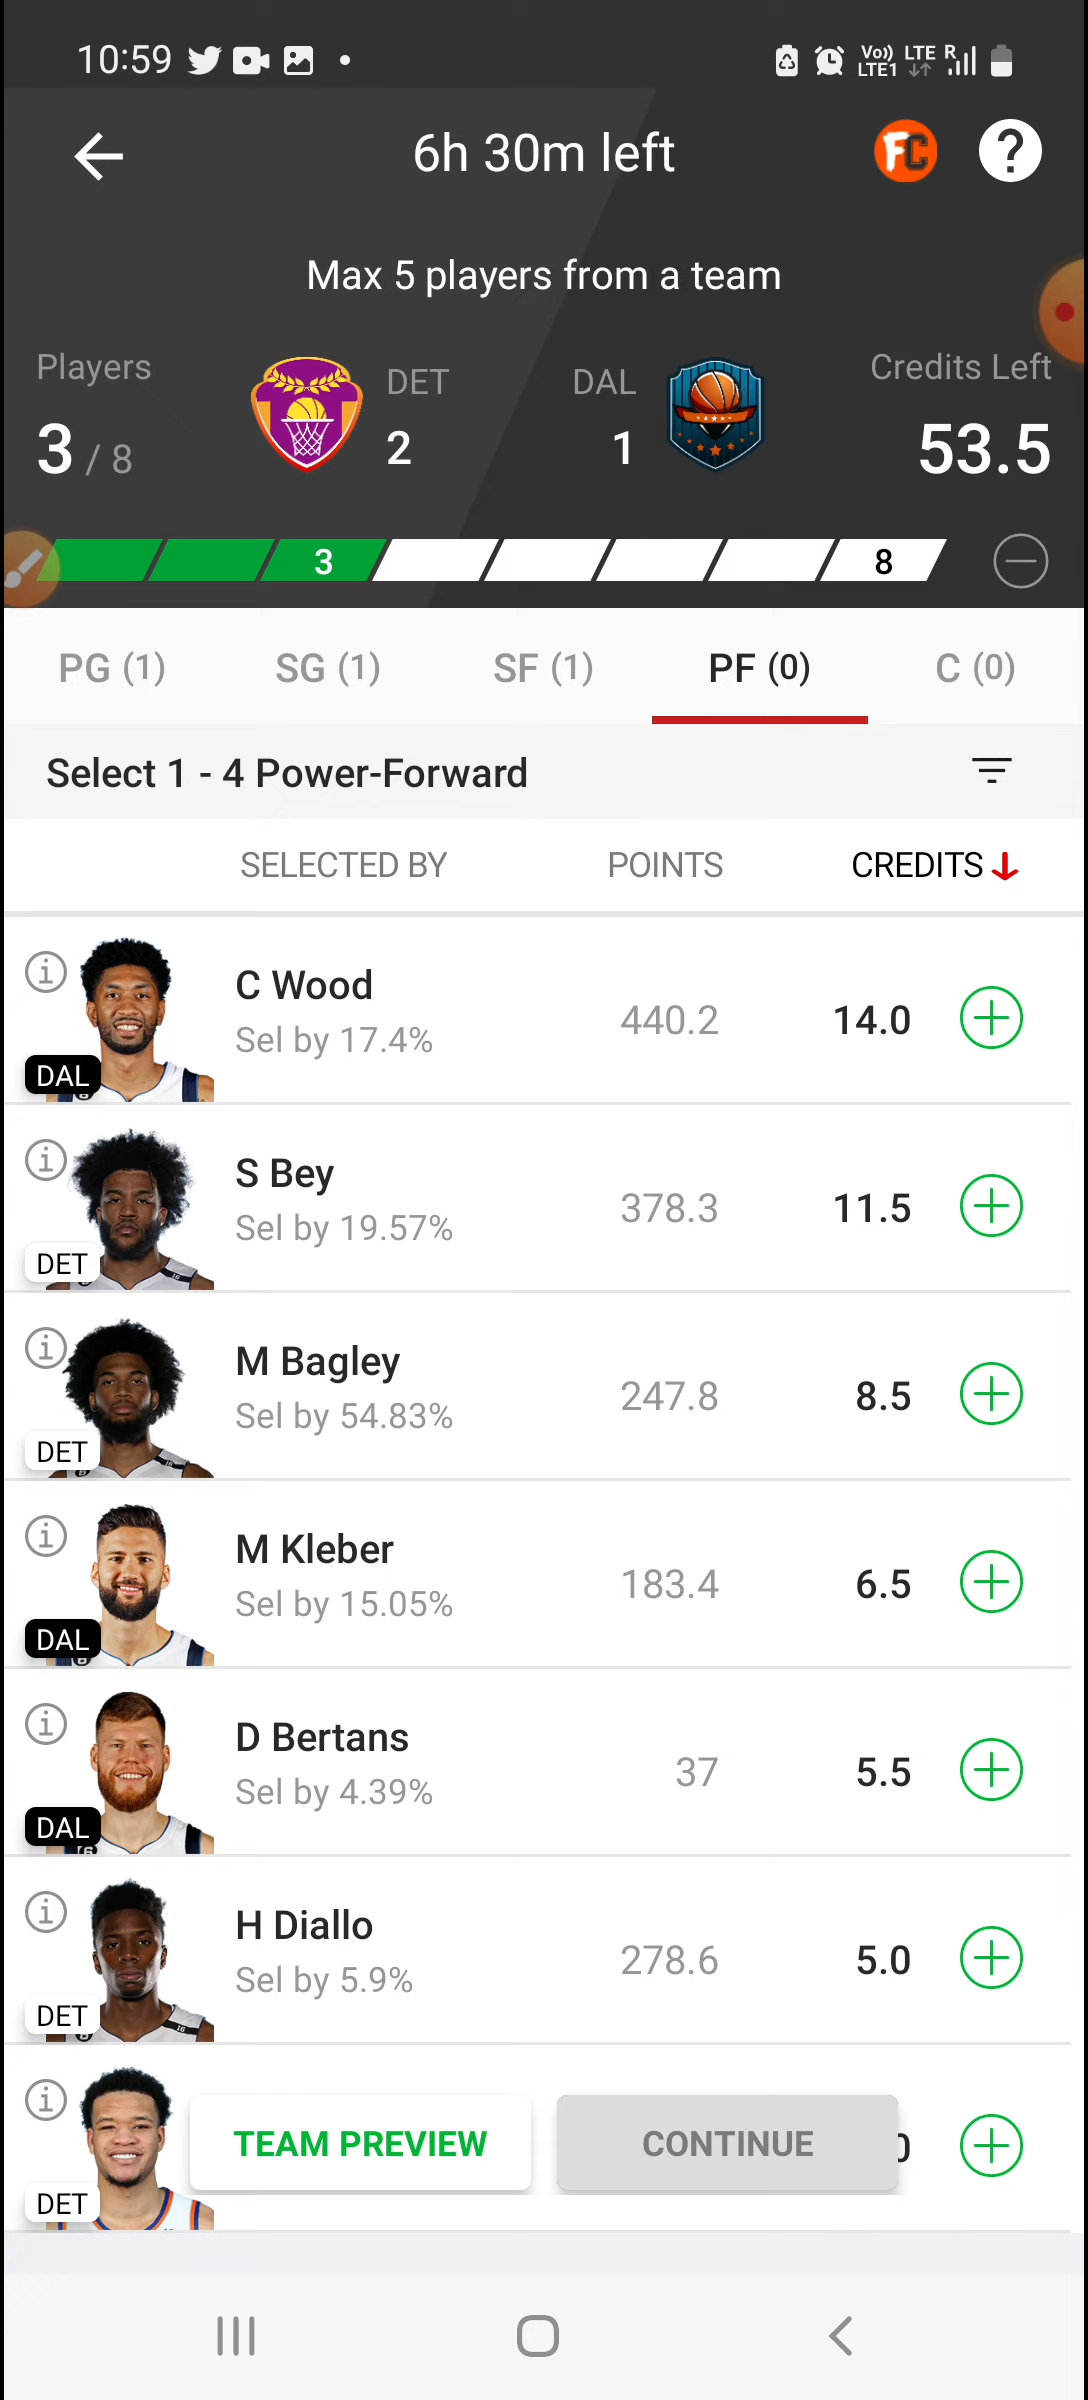 10:59
Vo)) LTE1 LTE R
6h 30m left
FC
?
Max 5 players from a team
Players
3 / 8
DET
2
DAL
1
Credits Left
53.5
3
8
PG (1)
SG (1)
SF (1)
PF (0)
C (0)
Select 1 - 4 Power-Forward
SELECTED BY
POINTS
CREDITS
C Wood
Sel by 17.4%
440.2
14.0
DAL
S Bey
Sel by 19.57%
378.3
11.5
DET
M Bagley
Sel by 54.83%
247.8
8.5
DET
M Kleber
Sel by 15.05%
183.4
6.5
DAL
D Bertans
Sel by 4.39%
37
5.5
DAL
H Diallo
Sel by 5.9%
278.6
5.0
DET
TEAM PREVIEW
CONTINUE
DET